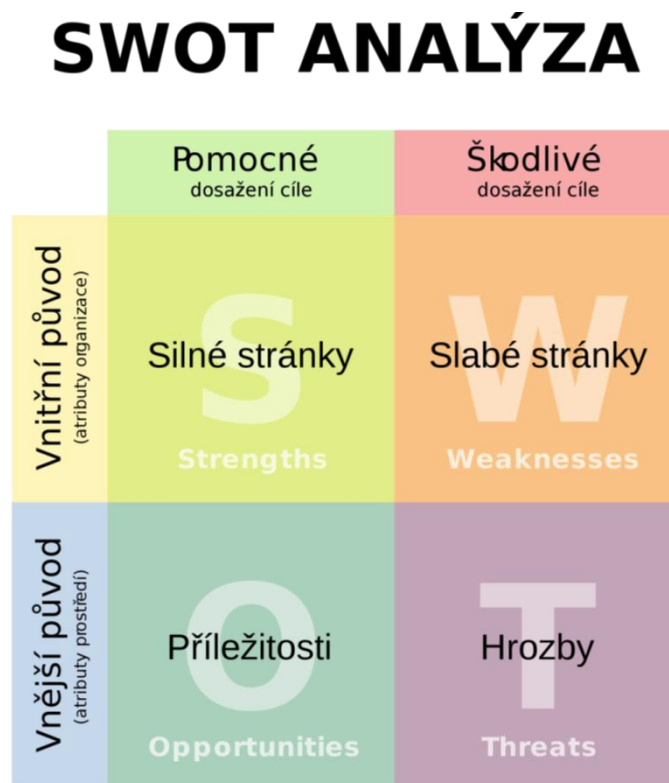 SWOT ANALÝZA
Pomocné
dosažení cíle
Škodlivé
dosažení cíle
Vnitřní původ
(atributy organizace)
S
Silné stránky
Strengths
W
Slabé stránky
Weaknesses
Vnější původ
(atributy prostředí)
O
Příležitosti
Opportunities
T
Hrozby
Threats